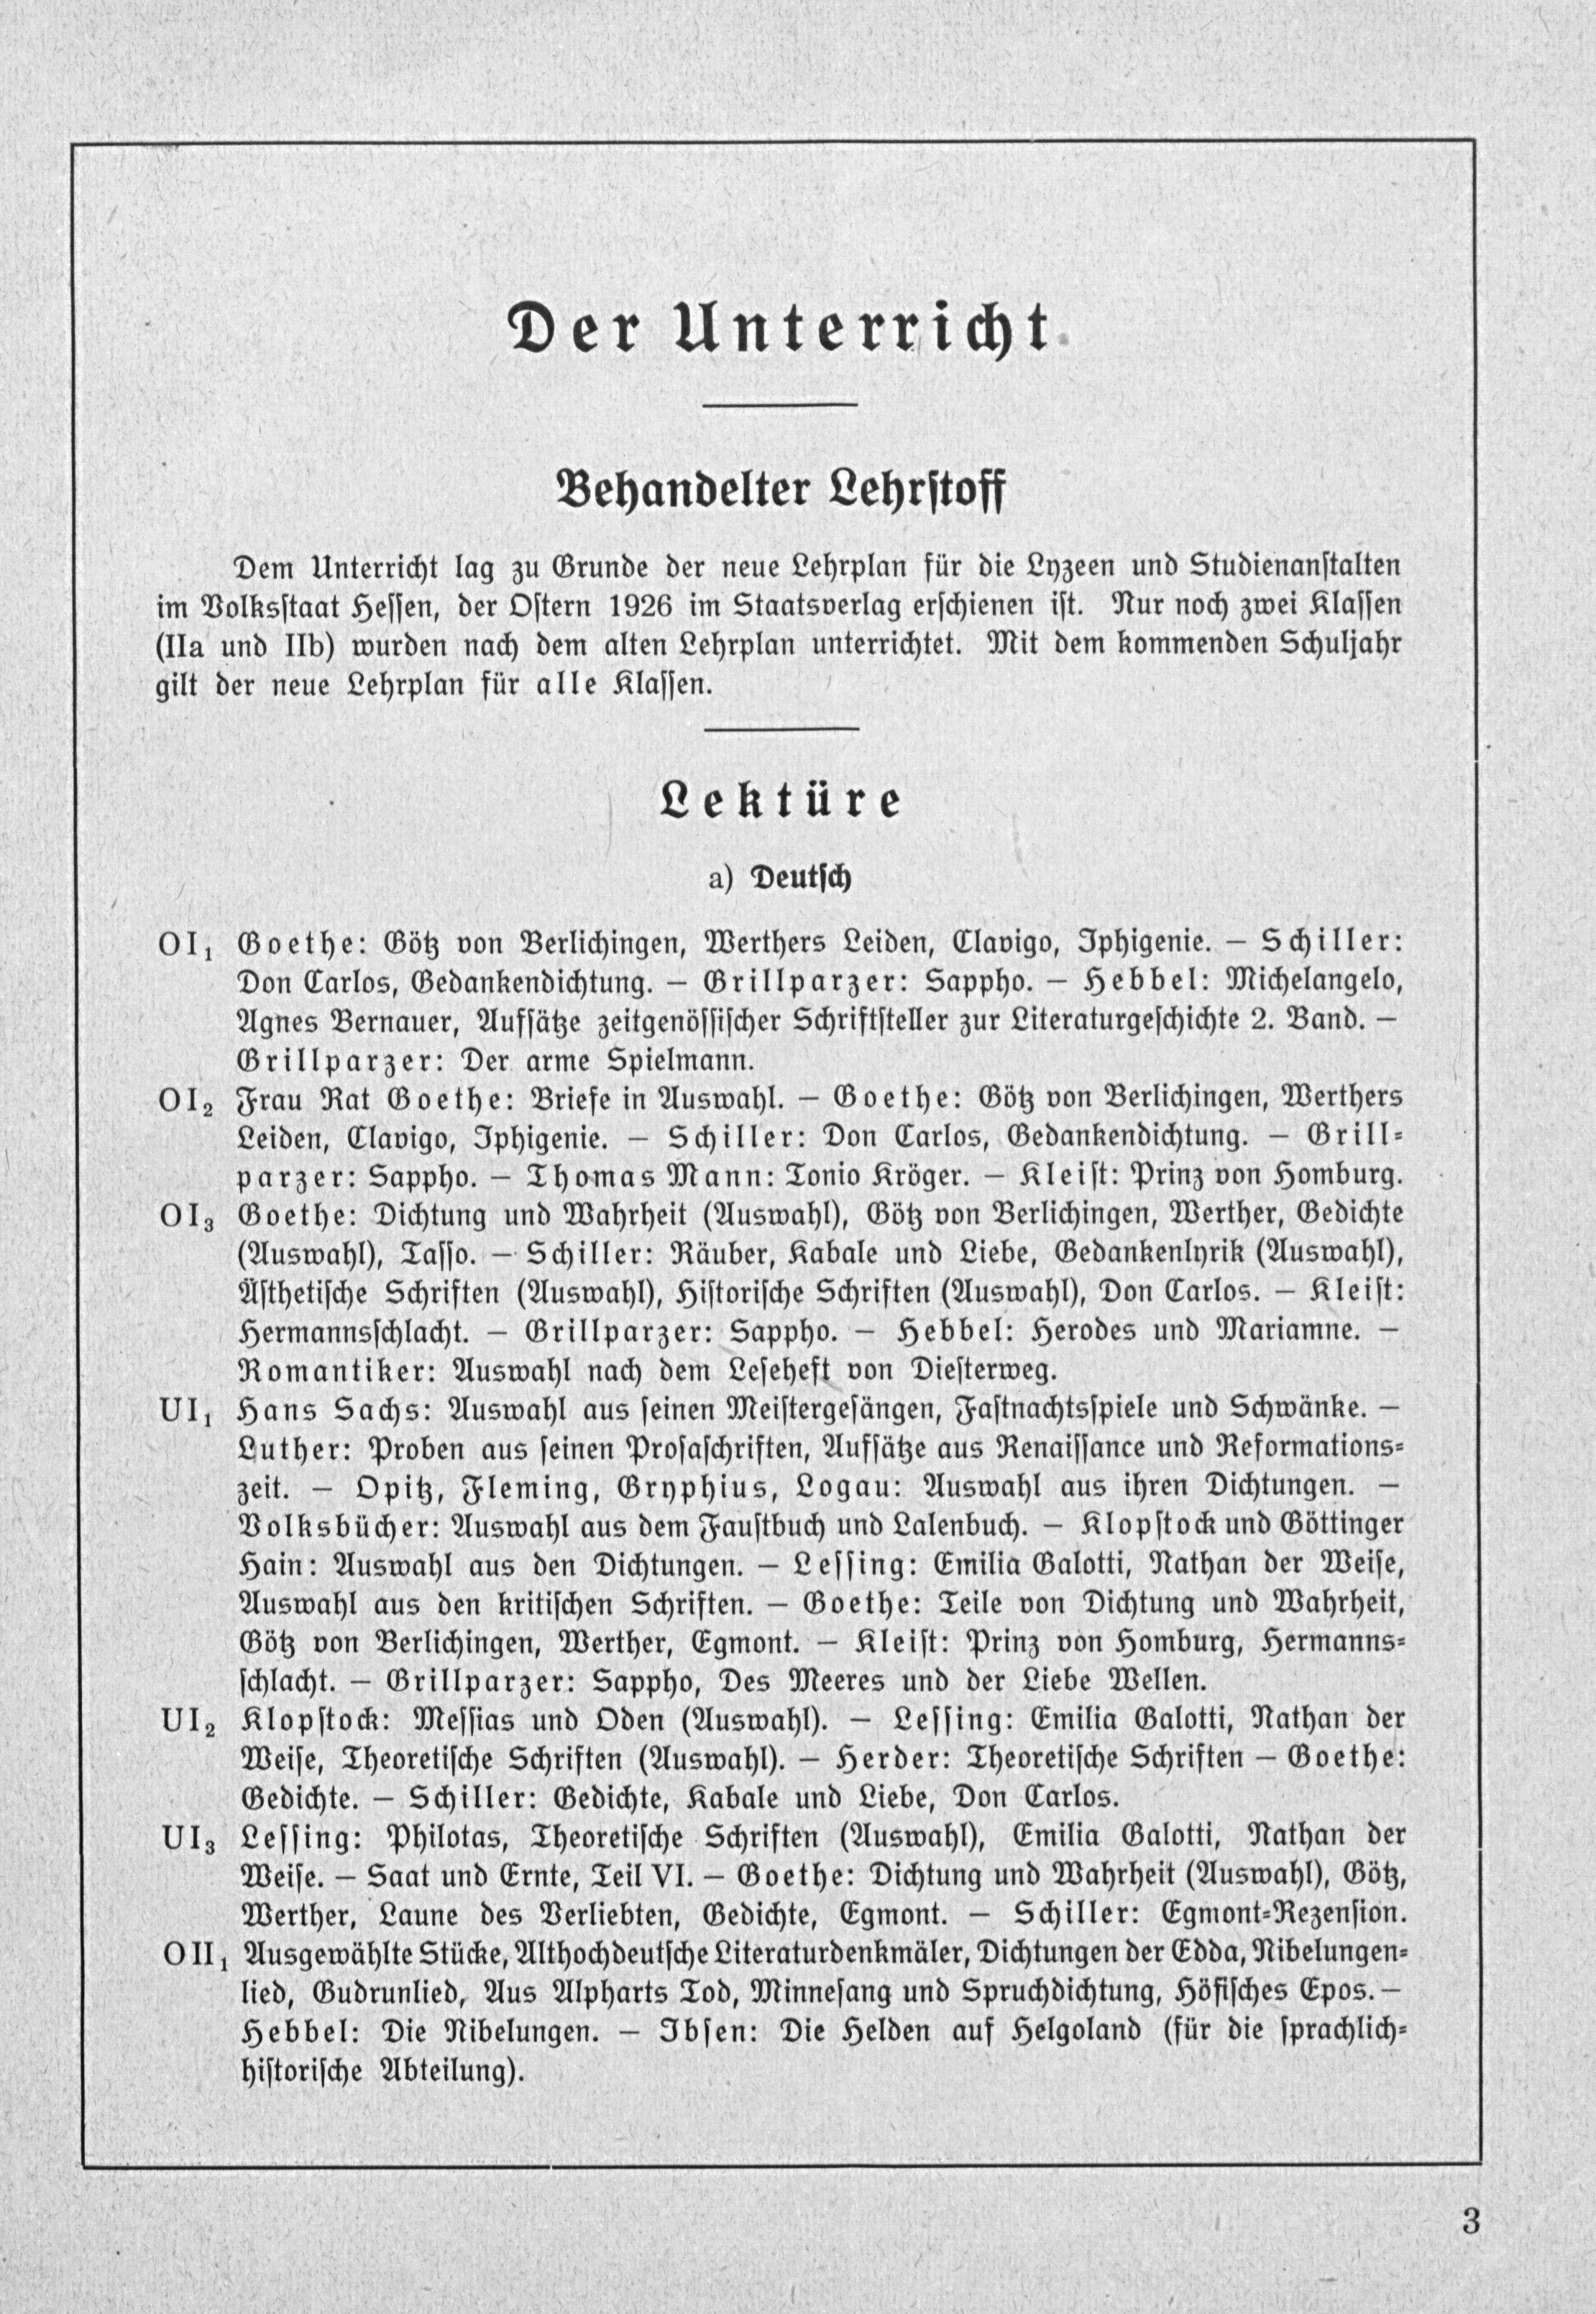 Der Unterricht
Behandelter Lehrstoff
Dem Unterricht lag zu Grunde der neue Lehrplan für die Lyzeen und Studienanstalten
im Volksstaat Hessen, der Ostern 1926 im Staatsverlag erschienen ist. Nur noch zwei Klassen
(IIa und IIb) wurden nach dem alten Lehrplan unterrichtet. Mit dem kommenden Schuljahr
gilt der neue Lehrplan für alle Klassen.
Lektüre
a) Deutsch
OI₁ Goethe: Götz von Berlichingen, Werthers Leiden, Clavigo, Iphigenie. — Schiller:
Don Carlos, Gedankendichtung. — Grillparzer: Sappho. — Hebbel: Michelangelo,
Agnes Bernauer, Aufsätze zeitgenössischer Schriftsteller zur Literaturgeschichte 2. Band. —
Grillparzer: Der arme Spielmann.
OI₂ Frau Rat Goethe: Briefe in Auswahl. — Goethe: Götz von Berlichingen, Werthers
Leiden, Clavigo, Iphigenie. — Schiller: Don Carlos, Gedankendichtung. — Grill-
parzer: Sappho. — Thomas Mann: Tonio Kröger. — Kleist: Prinz von Homburg.
OI₃ Goethe: Dichtung und Wahrheit (Auswahl), Götz von Berlichingen, Werther, Gedichte
(Auswahl), Tasso. — Schiller: Räuber, Kabale und Liebe, Gedankenlyrik (Auswahl),
Ästhetische Schriften (Auswahl), Historische Schriften (Auswahl), Don Carlos. — Kleist:
Hermannsschlacht. — Grillparzer: Sappho. — Hebbel: Herodes und Mariamne. —
Romantiker: Auswahl nach dem Leseheft von Diesterweg.
UI₁ Hans Sachs: Auswahl aus seinen Meistergesängen, Fastnachtsspiele und Schwänke. —
Luther: Proben aus seinen Prosaschriften, Aufsätze aus Renaissance und Reformations-
zeit. — Opitz, Fleming, Gryphius, Logau: Auswahl aus ihren Dichtungen. —
Volksbücher: Auswahl aus dem Faustbuch und Lalenbuch. — Klopstock und Göttinger
Hain: Auswahl aus den Dichtungen. — Lessing: Emilia Galotti, Nathan der Weise,
Auswahl aus den kritischen Schriften. — Goethe: Teile von Dichtung und Wahrheit,
Götz von Berlichingen, Werther, Egmont. — Kleist: Prinz von Homburg, Hermanns-
schlacht. — Grillparzer: Sappho, Des Meeres und der Liebe Wellen.
UI₂ Klopstock: Messias und Oden (Auswahl). — Lessing: Emilia Galotti, Nathan der
Weise, Theoretische Schriften (Auswahl). — Herder: Theoretische Schriften — Goethe:
Gedichte. — Schiller: Gedichte, Kabale und Liebe, Don Carlos.
UI₃ Lessing: Philotas, Theoretische Schriften (Auswahl), Emilia Galotti, Nathan der
Weise. — Saat und Ernte, Teil VI. — Goethe: Dichtung und Wahrheit (Auswahl), Götz,
Werther, Laune des Verliebten, Gedichte, Egmont. — Schiller: Egmont-Rezension.
OII₁ Ausgewählte Stücke, Althochdeutsche Literaturdenkmäler, Dichtungen der Edda, Nibelungen-
lied, Gudrunlied, Aus Alpharts Tod, Minnesang und Spruchdichtung, Höfisches Epos. —
Hebbel: Die Nibelungen. — Ibsen: Die Helden auf Helgoland (für die sprachlich-
historische Abteilung).
3